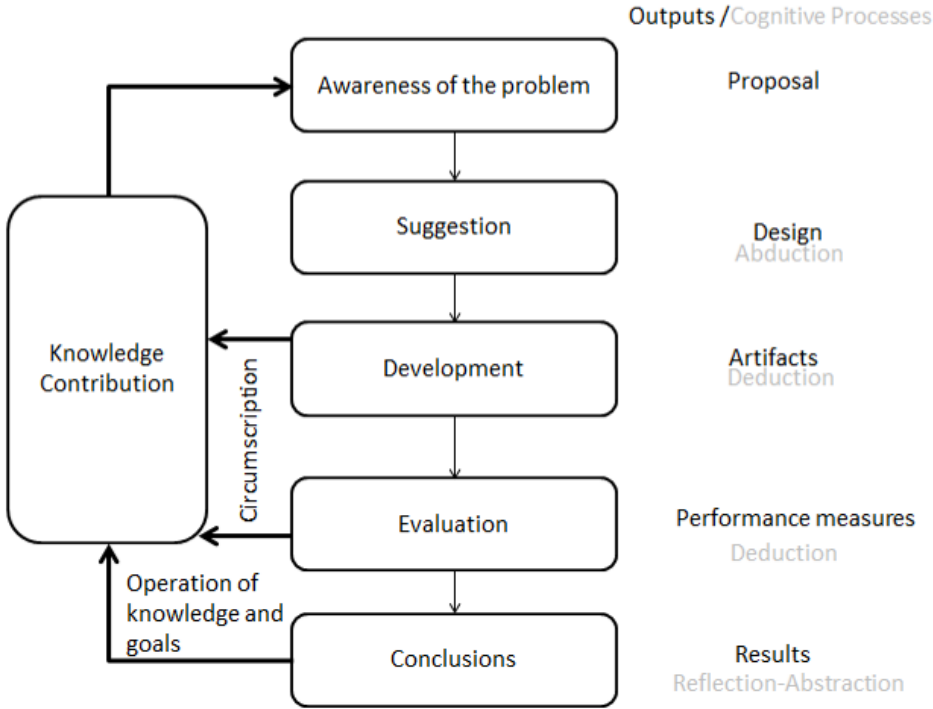 Outputs /Cognitive Processes
Awareness of the problem
Proposal
Suggestion
Design
Abduction
Knowledge
Contribution
Circumscription
Development
Artifacts
Deduction
Evaluation
Performance measures
Deduction
Operation of
knowledge and
goals
Conclusions
Results
Reflection-Abstraction